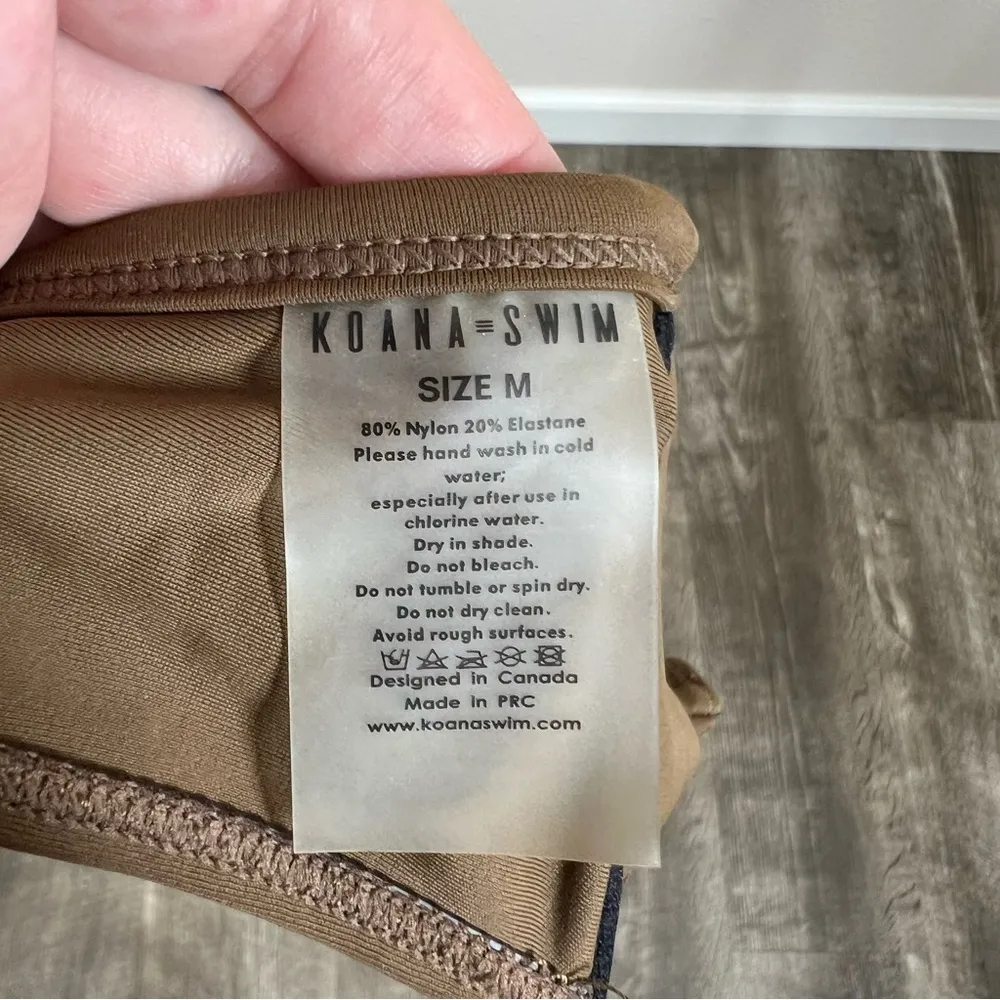 KOANA≡SWIM
SIZE M
80% Nylon 20% Elastane
Please hand wash in cold
water;
especially after use in
chlorine water.
Dry in shade.
Do not bleach.
Do not tumble or spin dry.
Do not dry clean.
Avoid rough surfaces.
Designed in Canada
Made in PRC
www.koanaswim.com